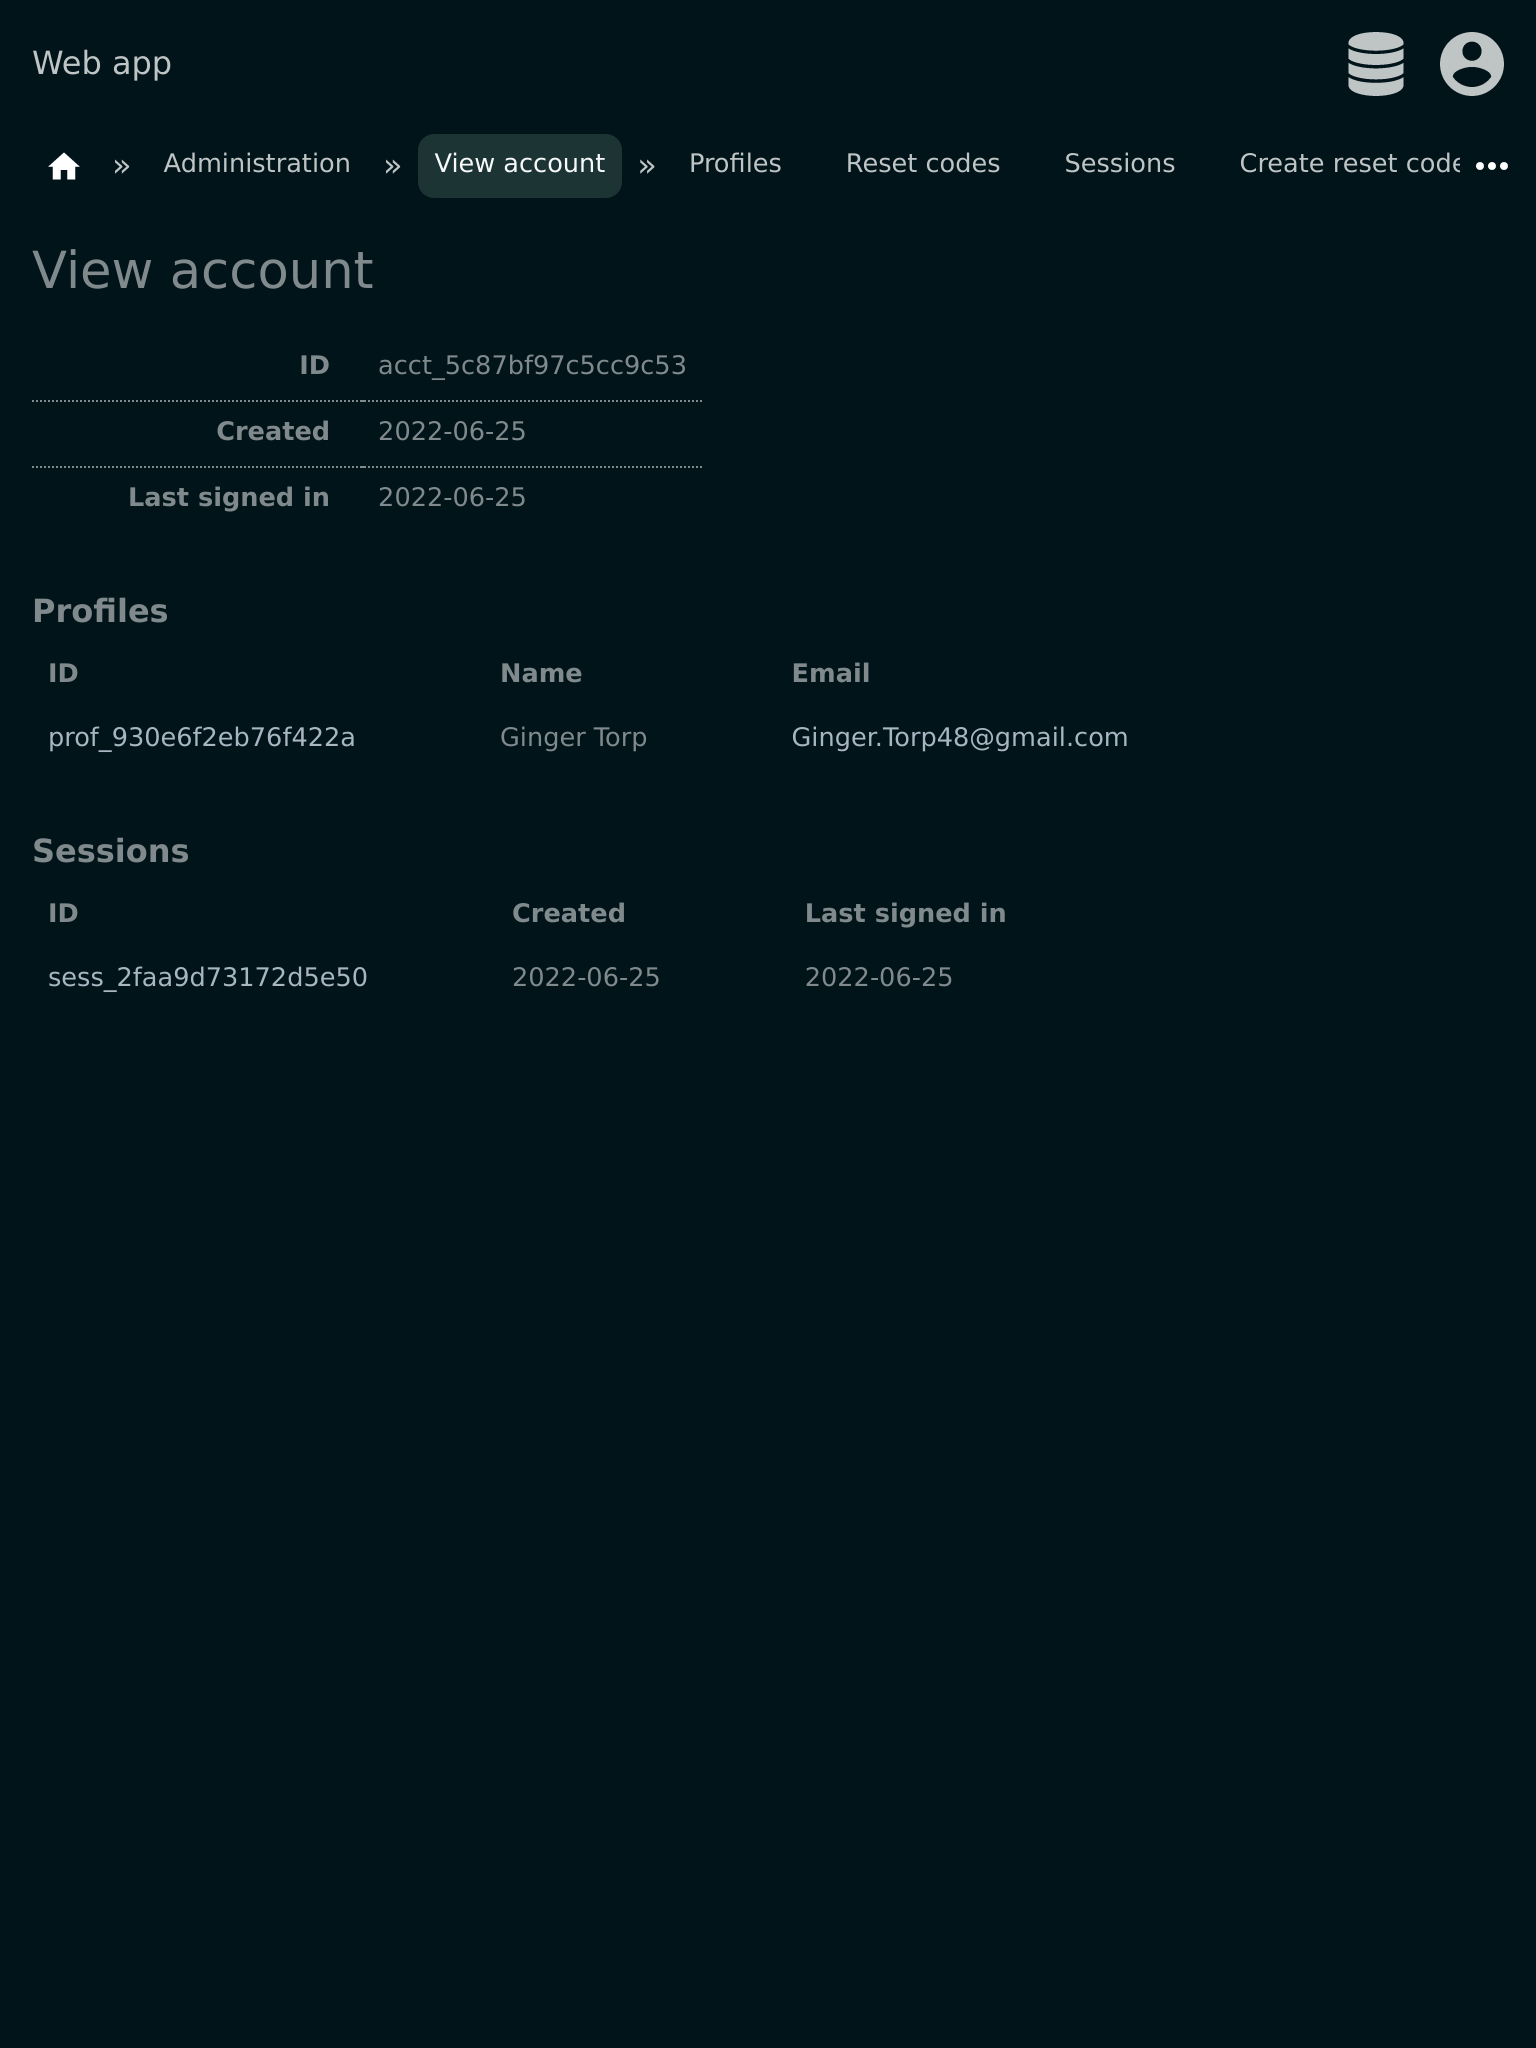 Web app
» Administration » View account » Profiles Reset codes Sessions Create reset code •••
View account
ID acct_5c87bf97c5cc9c53
Created 2022-06-25
Last signed in 2022-06-25
Profiles
ID Name Email
prof_930e6f2eb76f422a Ginger Torp Ginger.Torp48@gmail.com
Sessions
ID Created Last signed in
sess_2faa9d73172d5e50 2022-06-25 2022-06-25